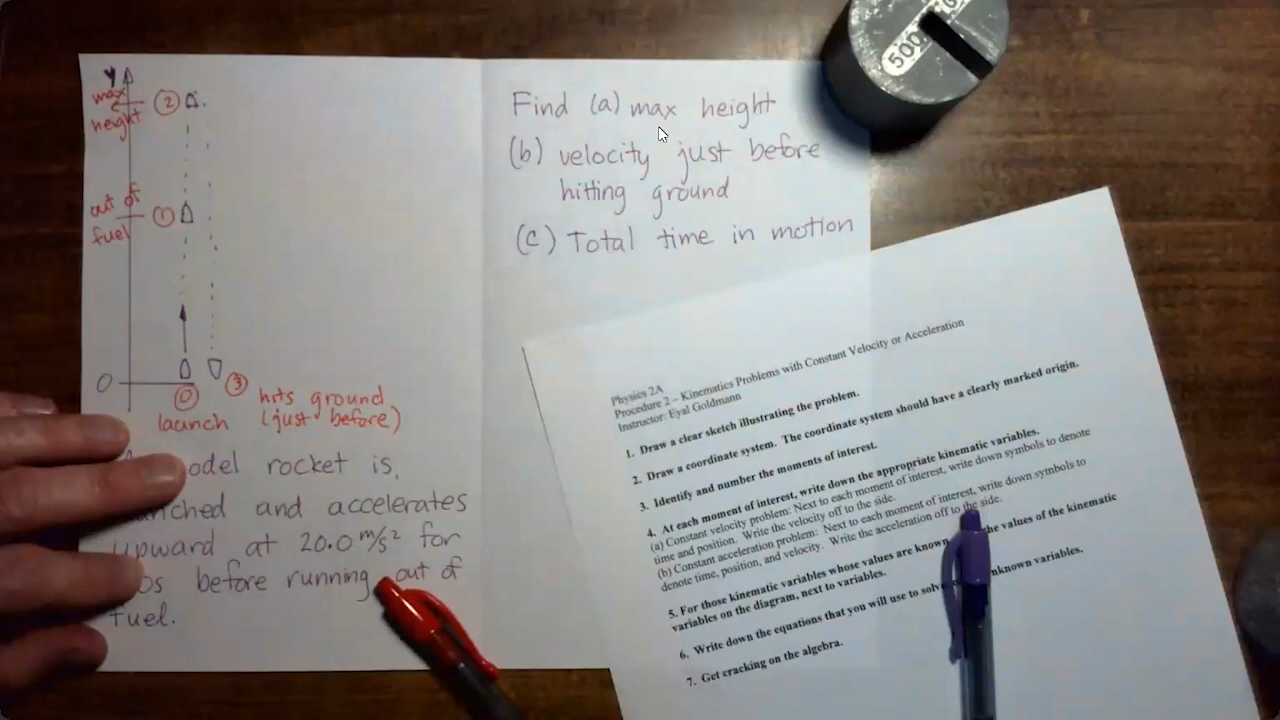 y
max
height
②
out of
fuel
①
0
⓪
③ hits ground
launch (just before)
odel rocket is
nched and accelerates
upward at 20.0 m/s² for
os before running out of
fuel.
Find (a) max height
(b) velocity just before
hitting ground
(c) Total time in motion
500
Physics 2A
Procedure 2 – Kinematics Problems with Constant Velocity or Acceleration
Instructor: Eyal Goldmann
1. Draw a clear sketch illustrating the problem.
2. Draw a coordinate system. The coordinate system should have a clearly marked origin.
3. Identify and number the moments of interest.
4. At each moment of interest, write down the appropriate kinematic variables.
(a) Constant velocity problem: Next to each moment of interest, write down symbols to denote
time and position. Write the velocity off to the side.
(b) Constant acceleration problem: Next to each moment of interest, write down symbols to
denote time, position, and velocity. Write the acceleration off to the side.
5. For those kinematic variables whose values are known, the values of the kinematic
variables on the diagram, next to variables.
6. Write down the equations that you will use to solve unknown variables.
7. Get cracking on the algebra.